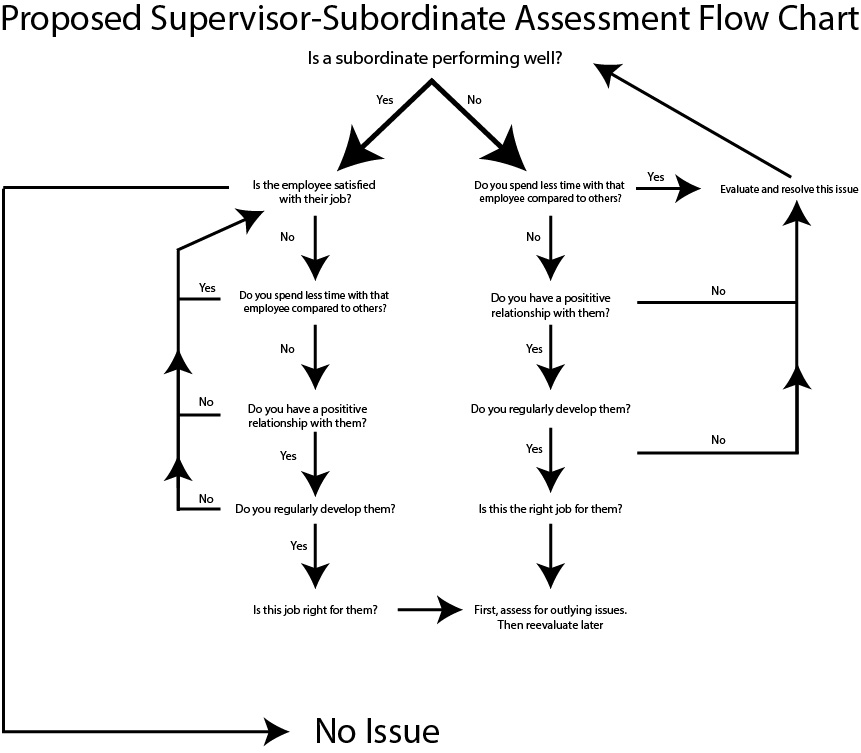 Proposed Supervisor-Subordinate Assessment Flow Chart
Is a subordinate performing well?
Yes
No
Is the employee satisfied
with their job?
Do you spend less time with that
employee compared to others?
Yes
Evaluate and resolve this issue
No
No
Yes
Do you spend less time with that
employee compared to others?
Do you have a posititive
relationship with them?
No
No
Yes
No
Do you have a posititive
relationship with them?
Do you regularly develop them?
Yes
Yes
No
No
Do you regularly develop them?
Is this the right job for them?
Yes
Is this job right for them?
First, assess for outlying issues.
Then reevaluate later
No Issue